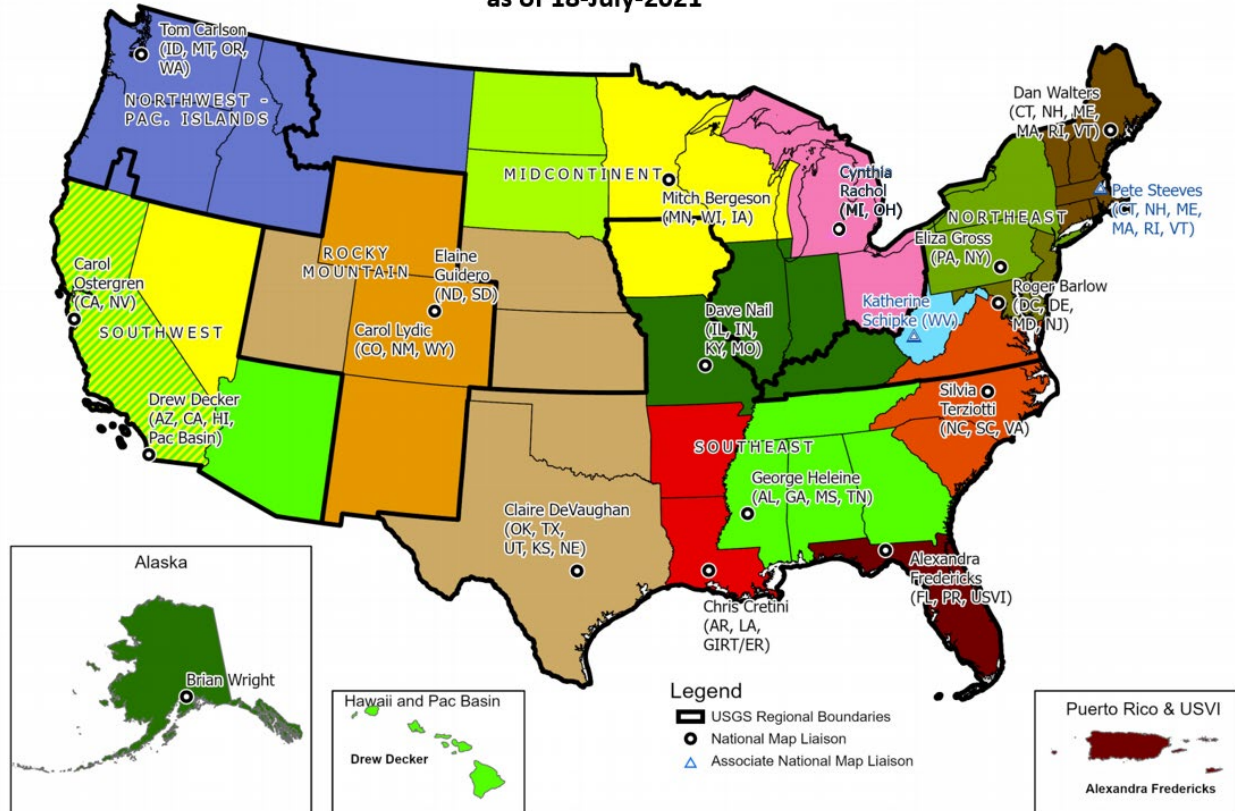 as of 18-July-2021
Tom Carlson
(ID, MT, OR,
WA)
NORTHWEST -
PAC. ISLANDS
MIDCONTINENT
Mitch Bergeson
(MN, WI, IA)
Cynthia
Rachol
(MI, OH)
Dan Walters
(CT, NH, ME,
MA, RI, VT)
Pete Steeves
(CT, NH, ME,
MA, RI, VT)
NORTHEAST
Eliza Gross
(PA, NY)
Roger Barlow
(DC, DE,
MD, NJ)
Katherine
Schipke (WV)
ROCKY
MOUNTAIN
Elaine
Guidero
(ND, SD)
Carol Lydic
(CO, NM, WY)
Carol
Ostergren
(CA, NV)
SOUTHWEST
Drew Decker
(AZ, CA, HI,
Pac Basin)
Dave Nail
(IL, IN,
KY, MO)
Silvia
Terziotti
(NC, SC, VA)
SOUTHEAST
George Heleine
(AL, GA, MS, TN)
Claire DeVaughan
(OK, TX,
UT, KS, NE)
Chris Cretini
(AR, LA,
GIRT/ER)
Alexandra
Fredericks
(FL, PR, USVI)
Alaska
Brian Wright
Hawaii and Pac Basin
Drew Decker
Legend
USGS Regional Boundaries
National Map Liaison
Associate National Map Liaison
Puerto Rico & USVI
Alexandra Fredericks